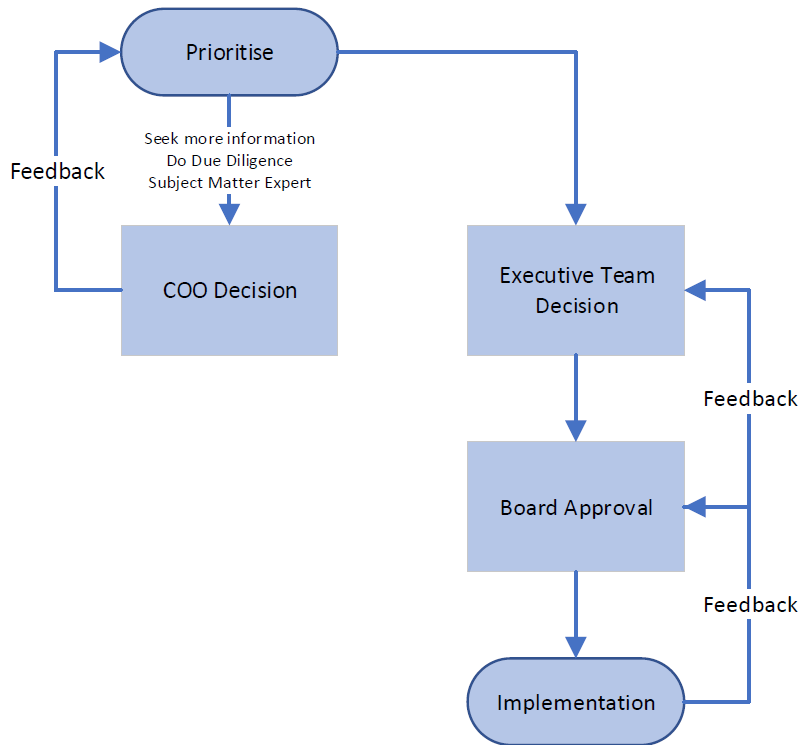 Prioritise
Seek more information
Do Due Diligence
Subject Matter Expert
Feedback
COO Decision
Executive Team
Decision
Feedback
Board Approval
Feedback
Implementation